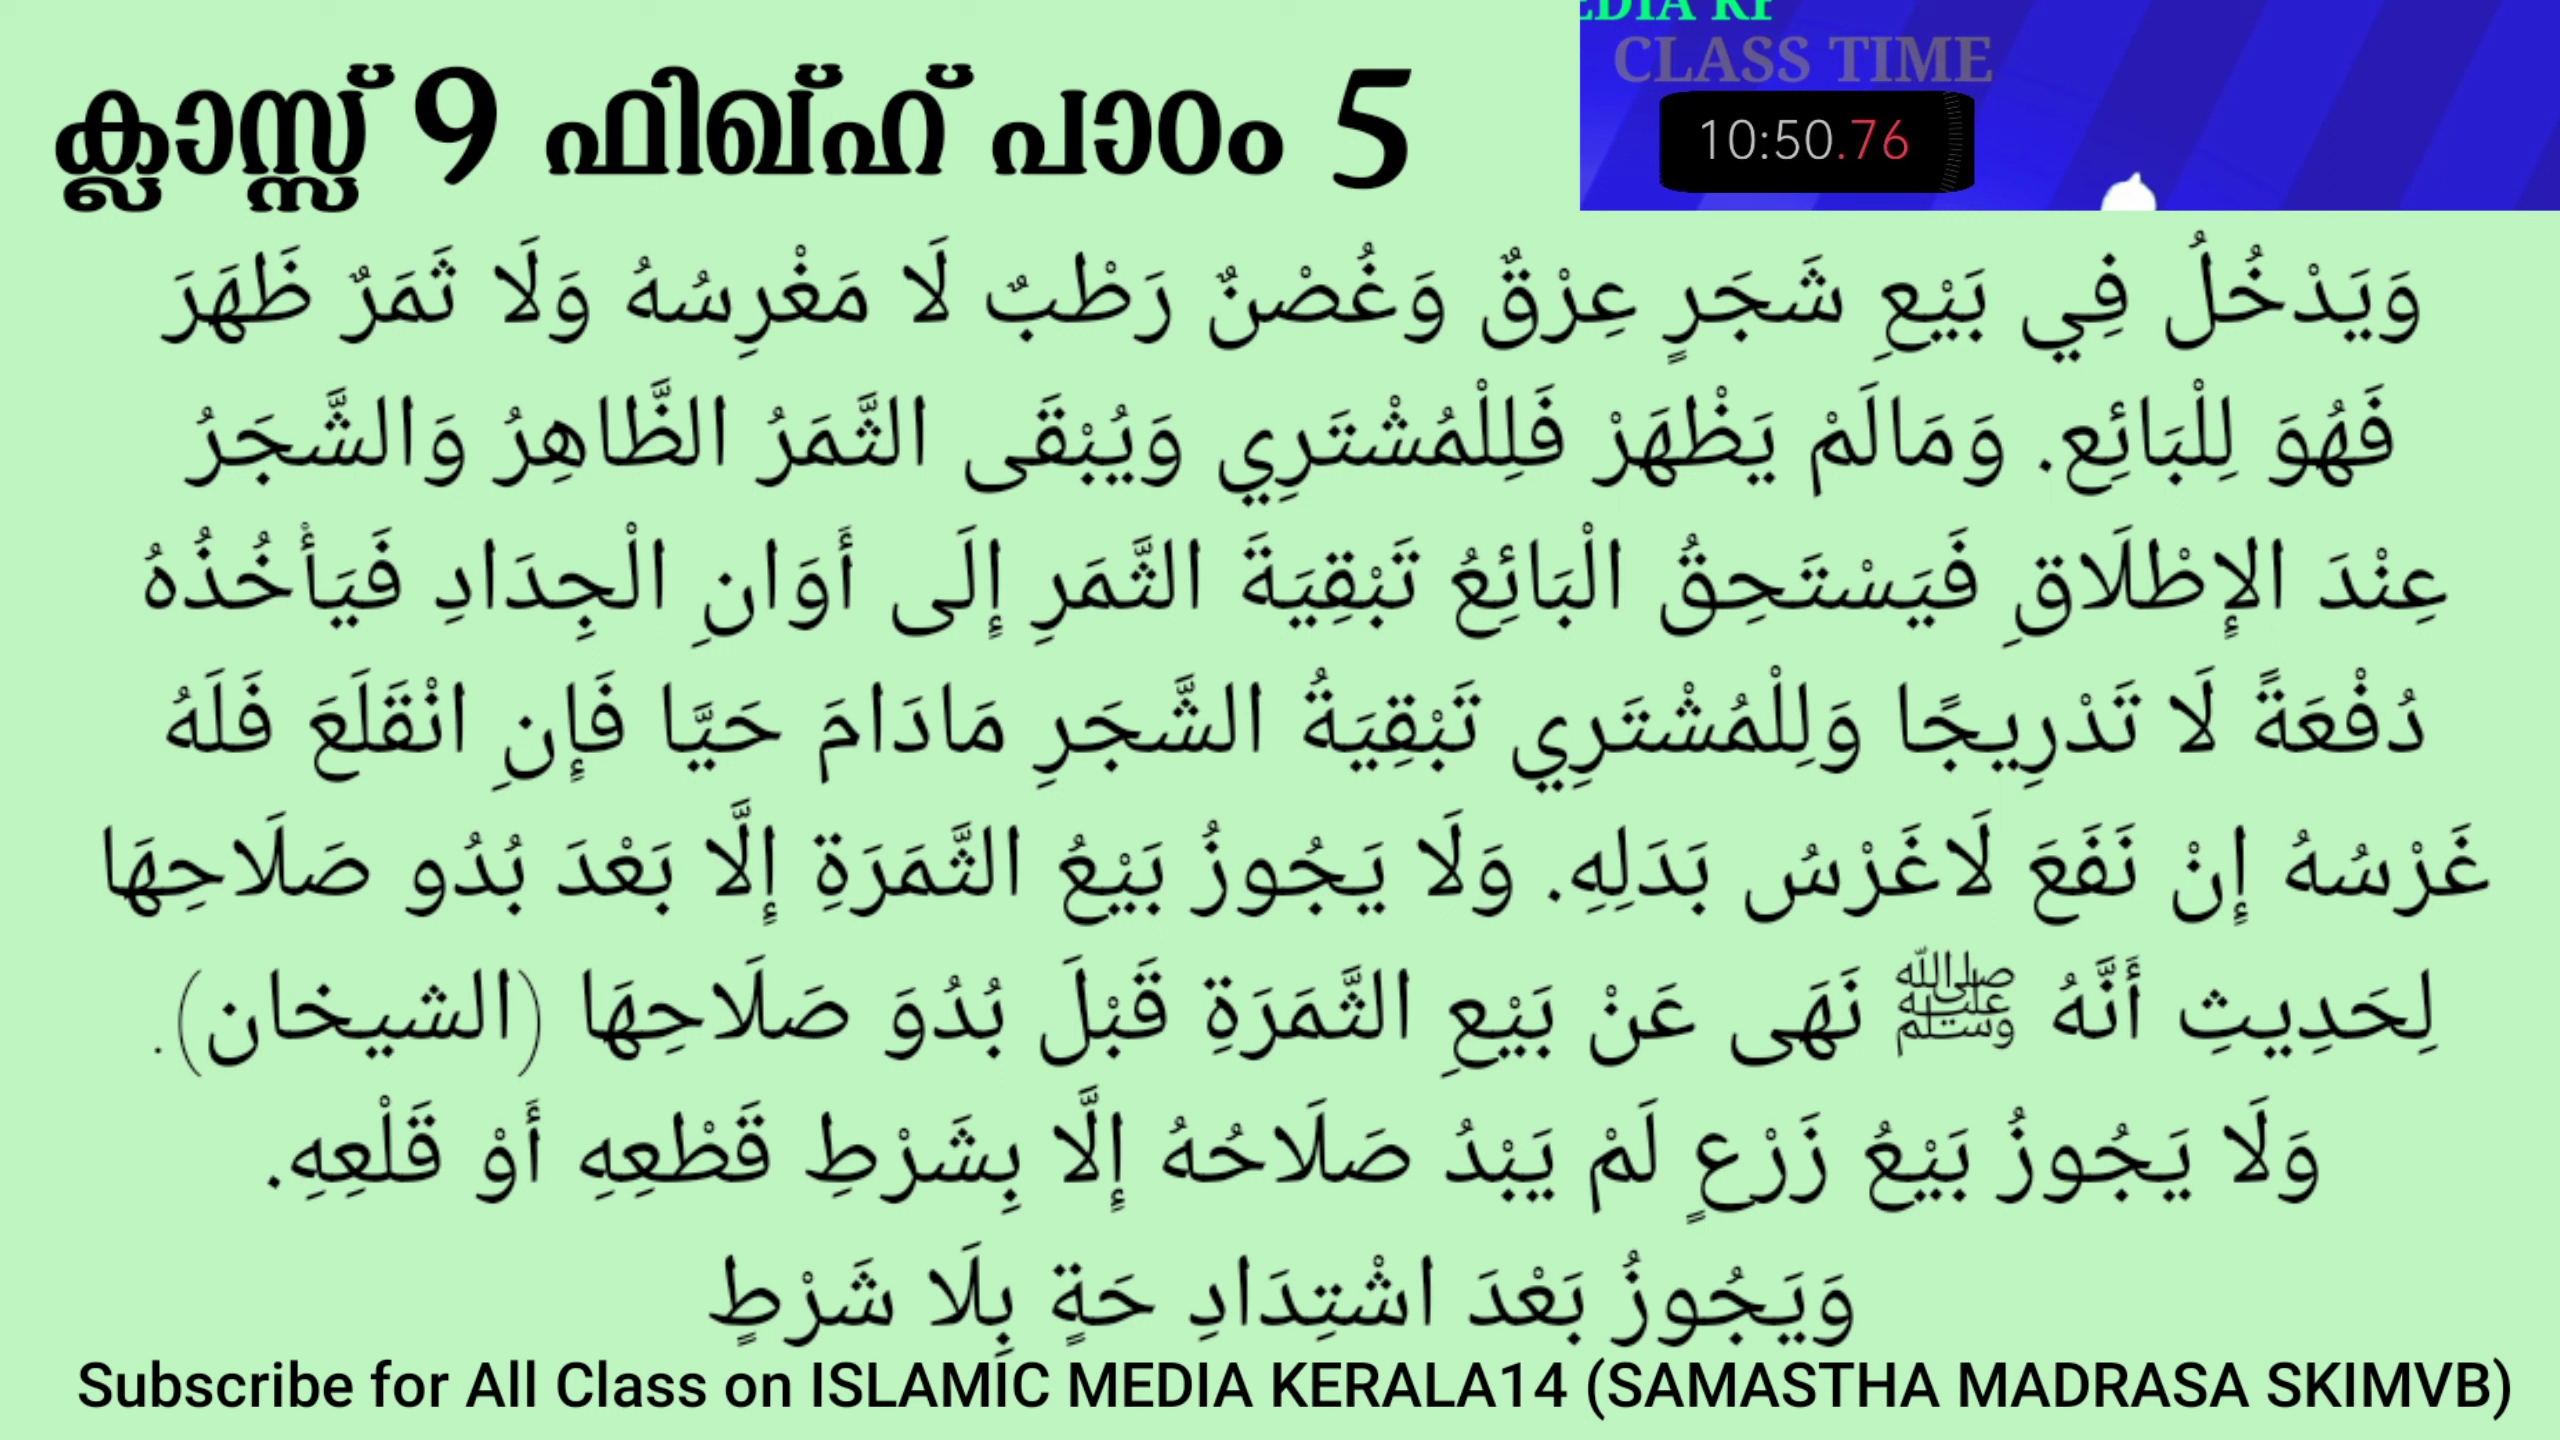 EDIA KE
CLASS TIME
10:50.76
ക്ലാസ്സ് 9 ഫിഖ്ഹ് പാഠം 5
وَيَدْخُلُ فِي بَيْعِ شَجَرٍ عِرْقٌ وَغُصْنٌ رَطْبٌ لَا مَغْرِسُهُ وَلَا ثَمَرٌ ظَهَرَ
فَهُوَ لِلْبَائِع. وَمَالَمْ يَظْهَرْ فَلِلْمُشْتَرِي وَيُبْقَى الثَّمَرُ الظَّاهِرُ وَالشَّجَرُ
عِنْدَ الإِطْلَاقِ فَيَسْتَحِقُّ الْبَائِعُ تَبْقِيَةَ الثَّمَرِ إِلَى أَوَانِ الْجِدَادِ فَيَأْخُذُهُ
دُفْعَةً لَا تَدْرِيجًا وَلِلْمُشْتَرِي تَبْقِيَةُ الشَّجَرِ مَادَامَ حَيَّا فَإِنِ انْقَلَعَ فَلَهُ
غَرْسُهُ إِنْ نَفَعَ لَاغَرْسُ بَدَلِهِ. وَلَا يَجُوزُ بَيْعُ الثَّمَرَةِ إِلَّا بَعْدَ بُدُو صَلَاحِهَا
لِحَدِيثِ أَنَّهُ ﷺ نَهَى عَنْ بَيْعِ الثَّمَرَةِ قَبْلَ بُدُوَ صَلَاحِهَا (الشيخان).
وَلَا يَجُوزُ بَيْعُ زَرْعٍ لَمْ يَبْدُ صَلَاحُهُ إِلَّا بِشَرْطِ قَطْعِهِ أَوْ قَلْعِهِ.
وَيَجُوزُ بَعْدَ اشْتِدَادِ حَةٍ بِلَا شَرْطٍ
Subscribe for All Class on ISLAMIC MEDIA KERALA14 (SAMASTHA MADRASA SKIMVB)